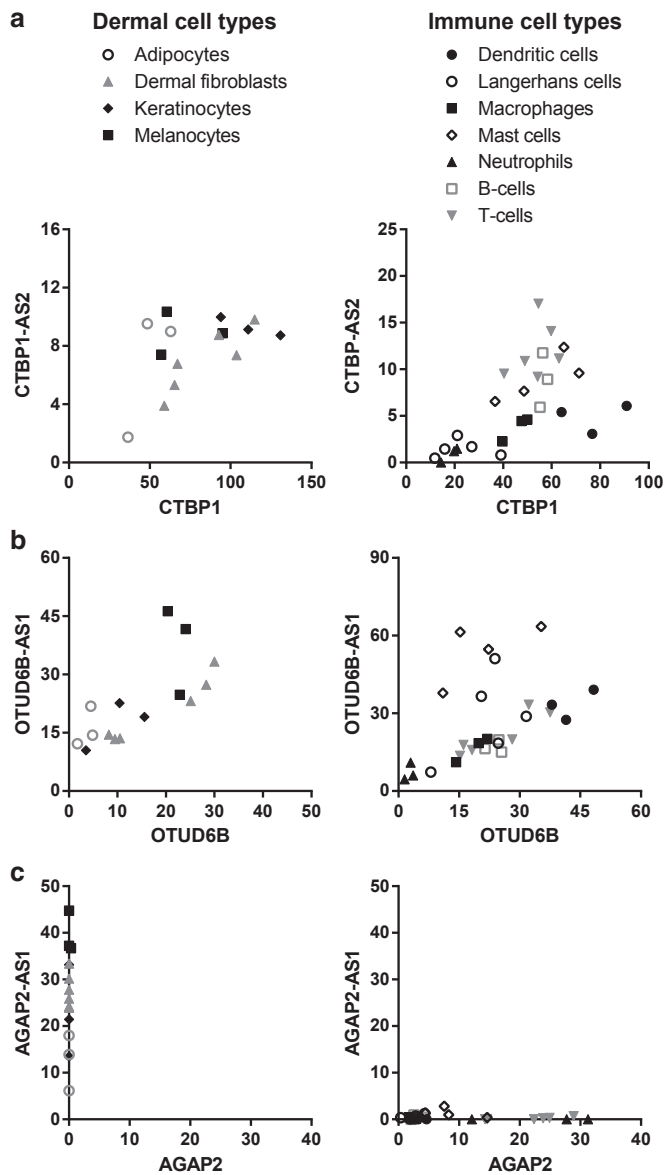 a
Dermal cell types
Adipocytes
Dermal fibroblasts
Keratinocytes
Melanocytes
Immune cell types
Dendritic cells
Langerhans cells
Macrophages
Mast cells
Neutrophils
B-cells
T-cells
CTBP1-AS2
16
12
8
4
0
0 50 100 150
CTBP1
CTBP-AS2
25
20
15
10
5
0
0 20 40 60 80 100
CTBP1
b
OTUD6B-AS1
60
45
30
15
0
0 10 20 30 40 50
OTUD6B
OTUD6B-AS1
90
60
30
0
0 15 30 45 60
OTUD6B
c
AGAP2-AS1
50
40
30
20
10
0
0 10 20 30 40
AGAP2
AGAP2-AS1
50
40
30
20
10
0
0 10 20 30 40
AGAP2